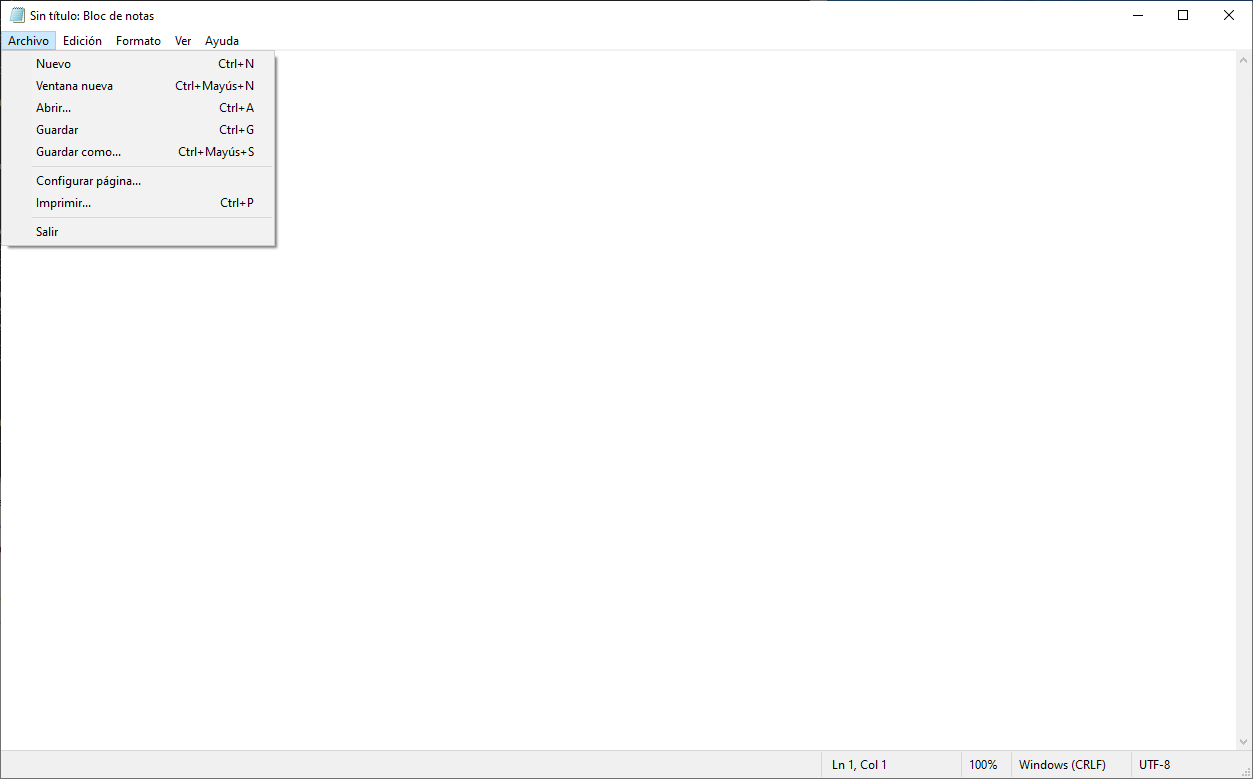 Sin título: Bloc de notas
Archivo Edición Formato Ver Ayuda
Nuevo Ctrl+N
Ventana nueva Ctrl+Mayús+N
Abrir... Ctrl+A
Guardar Ctrl+G
Guardar como... Ctrl+Mayús+S
Configurar página...
Imprimir... Ctrl+P
Salir
Ln 1, Col 1 100% Windows (CRLF) UTF-8